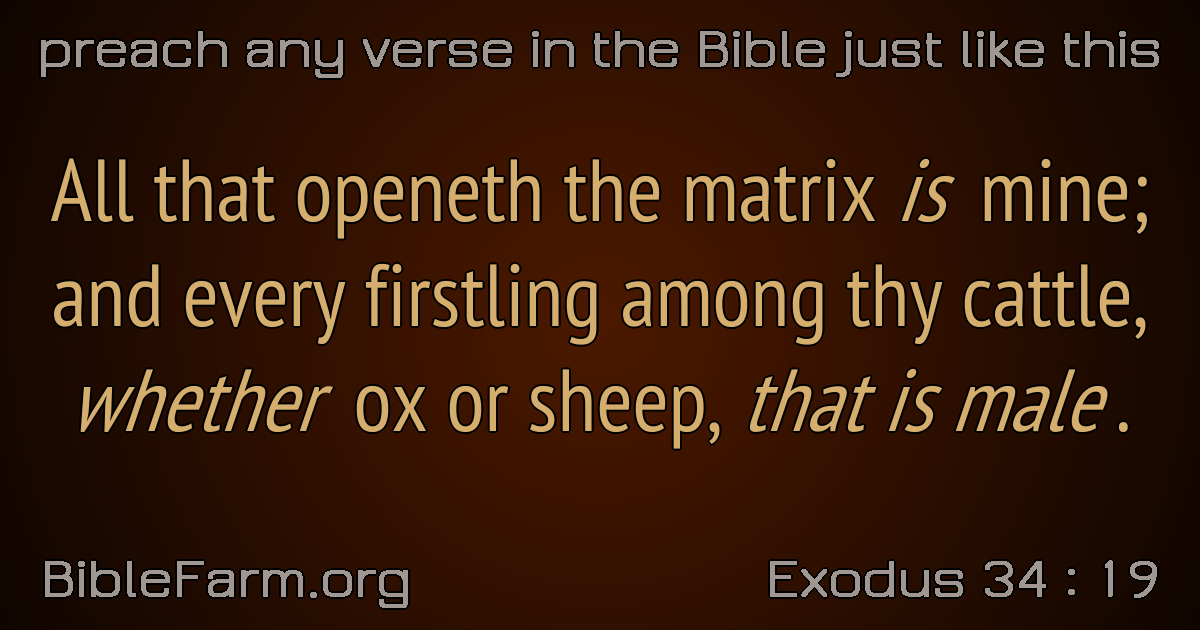 preach any verse in the Bible just like this
All that openeth the matrix is mine;
and every firstling among thy cattle,
whether ox or sheep, that is male.
BibleFarm.org
Exodus 34 : 19